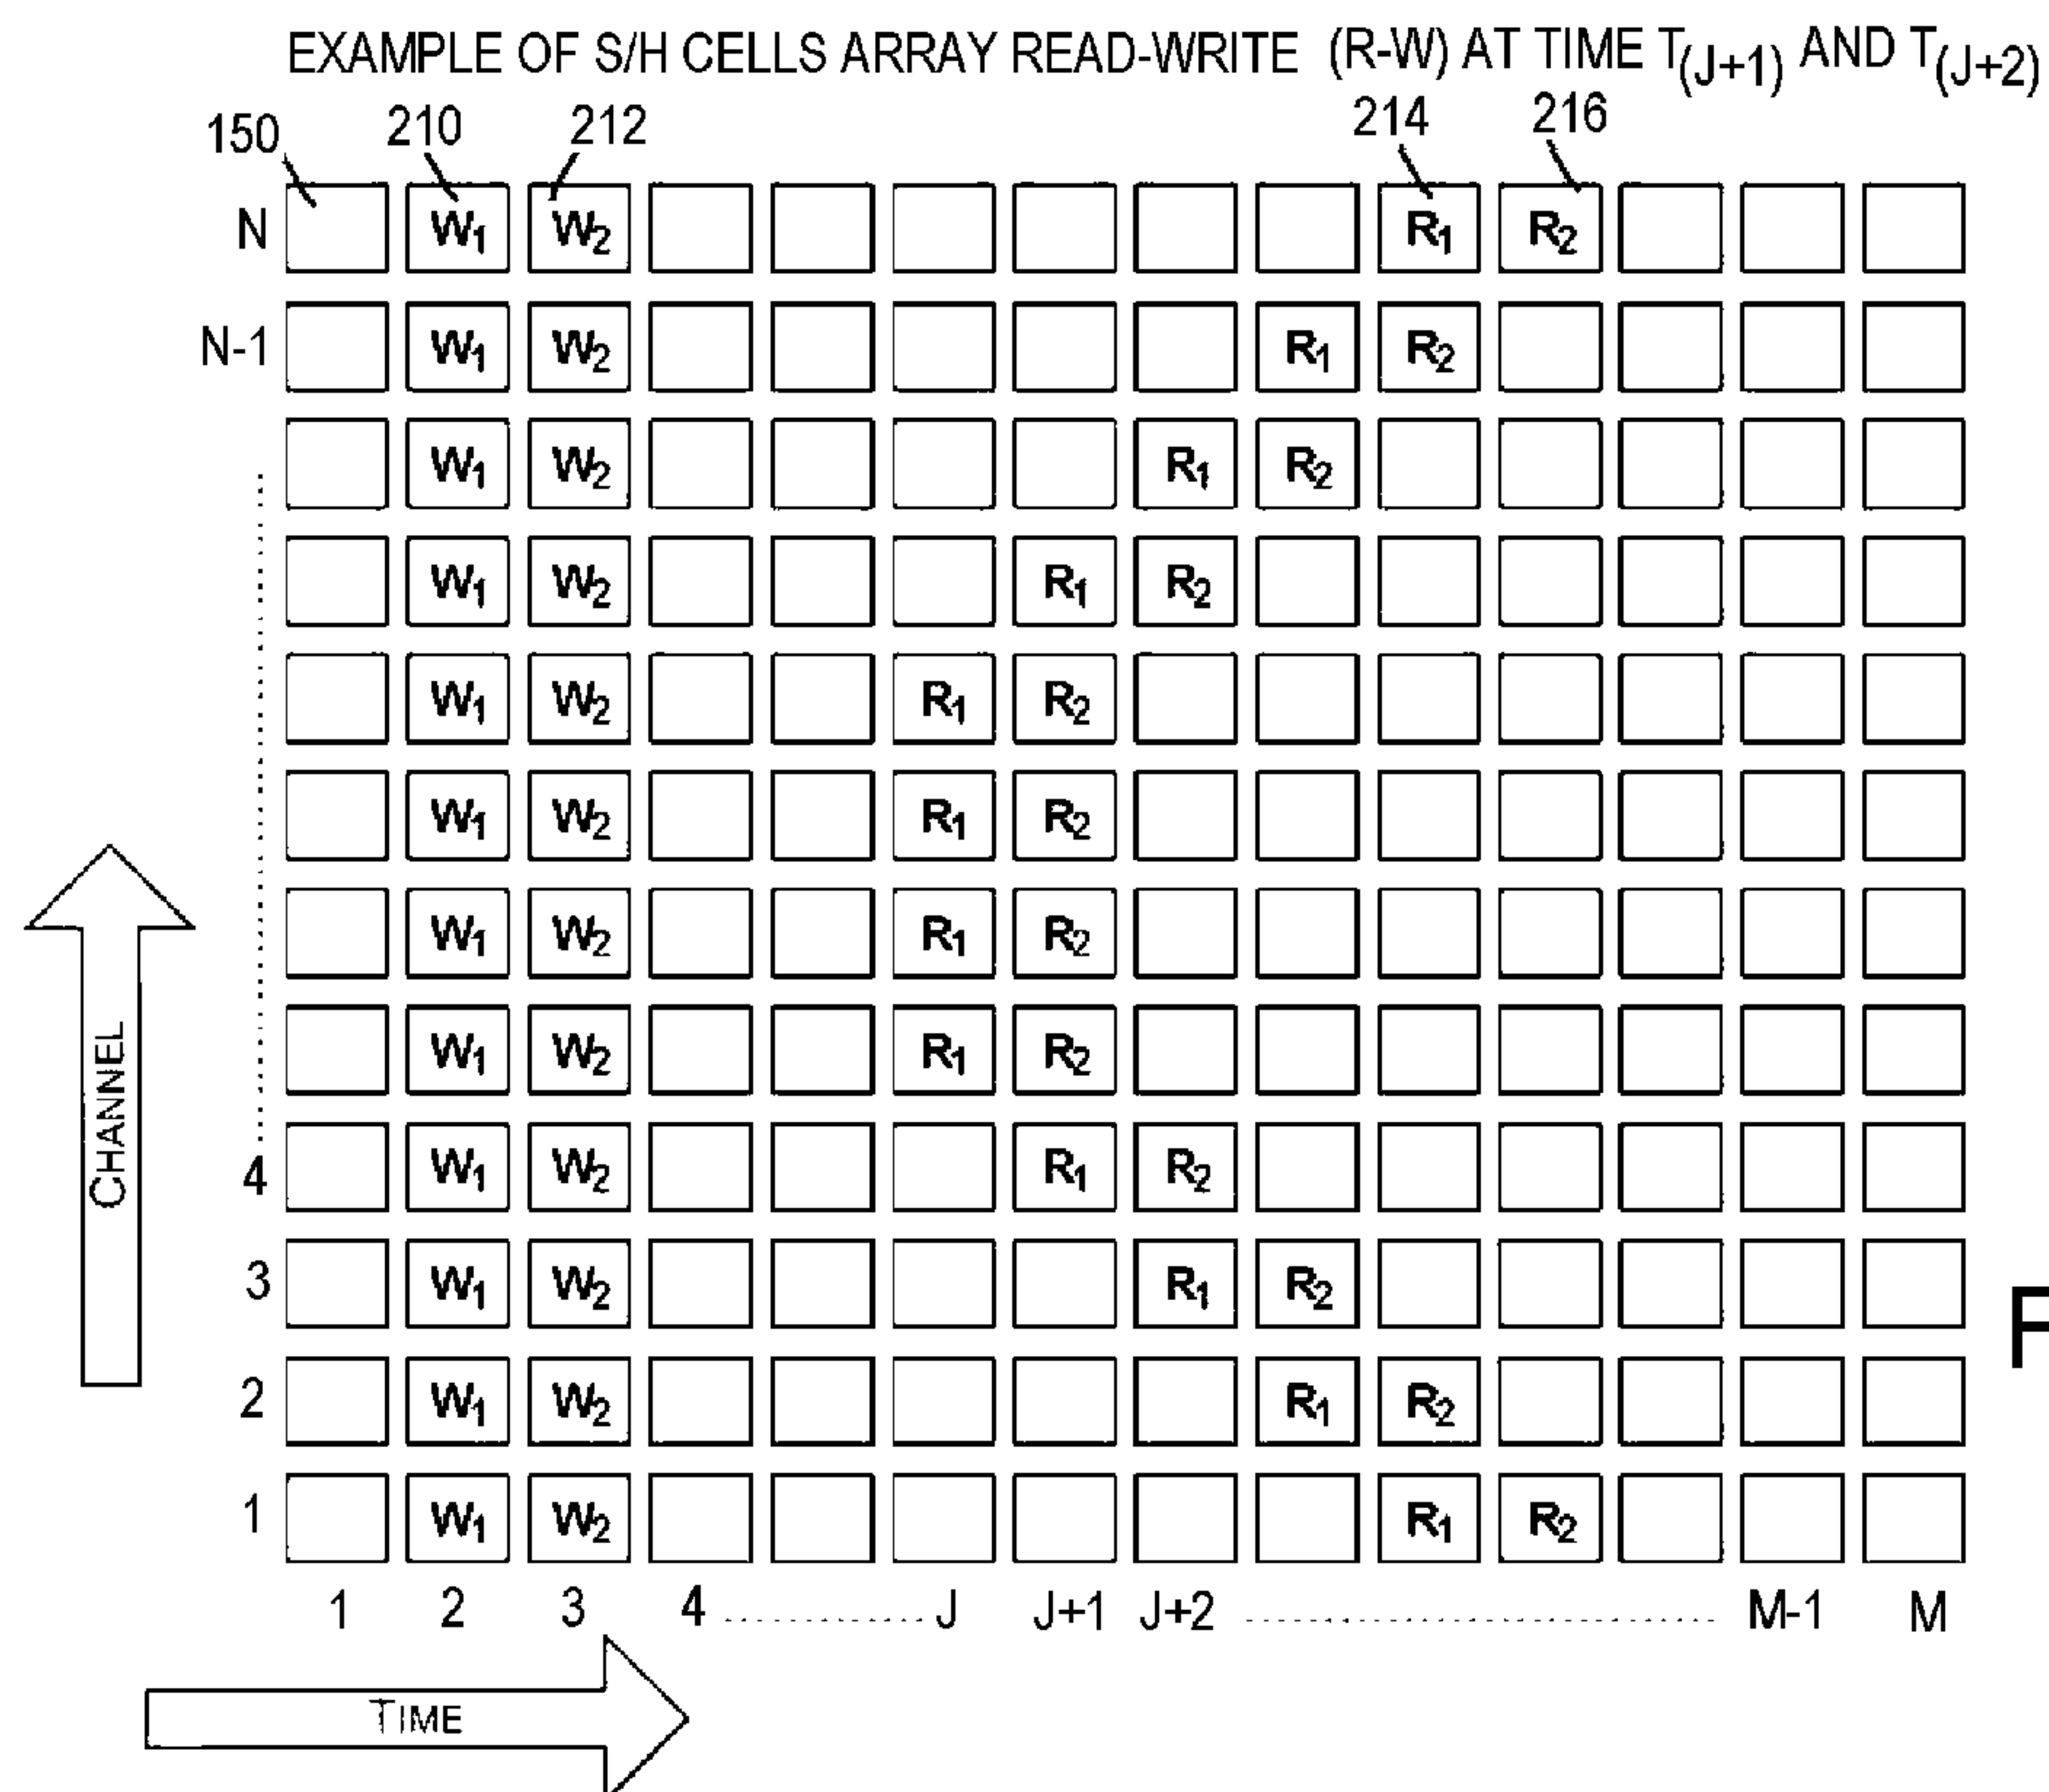 EXAMPLE OF S/H CELLS ARRAY READ-WRITE (R-W) AT TIME T(J+1) AND T(J+2)
150 210 212 214 216
N W1 W2 R1 R2
N-1 W1 W2 R1 R2
W1 W2 R1 R2
W1 W2 R1 R2
W1 W2 R1 R2
W1 W2 R1 R2
W1 W2 R1 R2
W1 W2 R1 R2
4 W1 W2 R1 R2
3 W1 W2 R1 R2
2 W1 W2 R1 R2
1 W1 W2 R1 R2
1 2 3 4 J J+1 J+2 M-1 M
CHANNEL
TIME
F